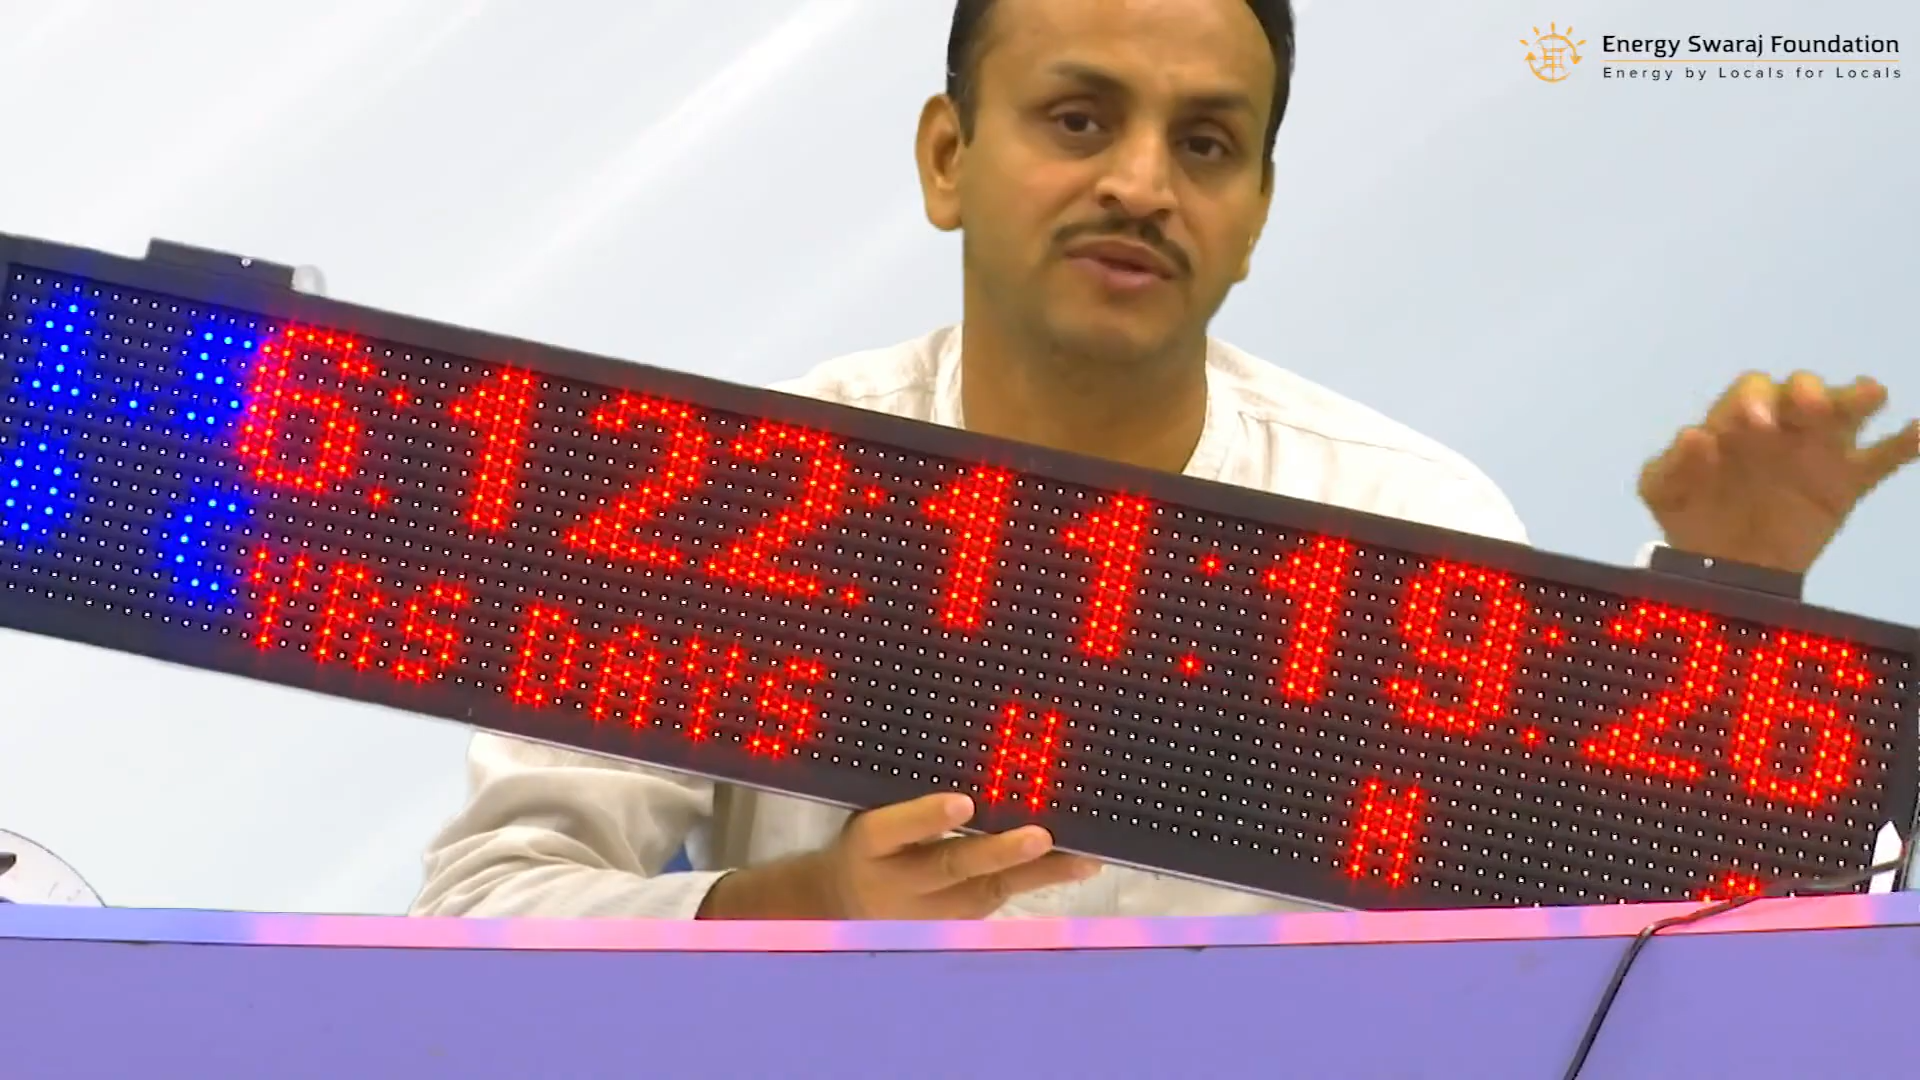 Energy Swaraj Foundation
Energy by Locals for Locals
6:122:11:19:26
YRS DAYS H M